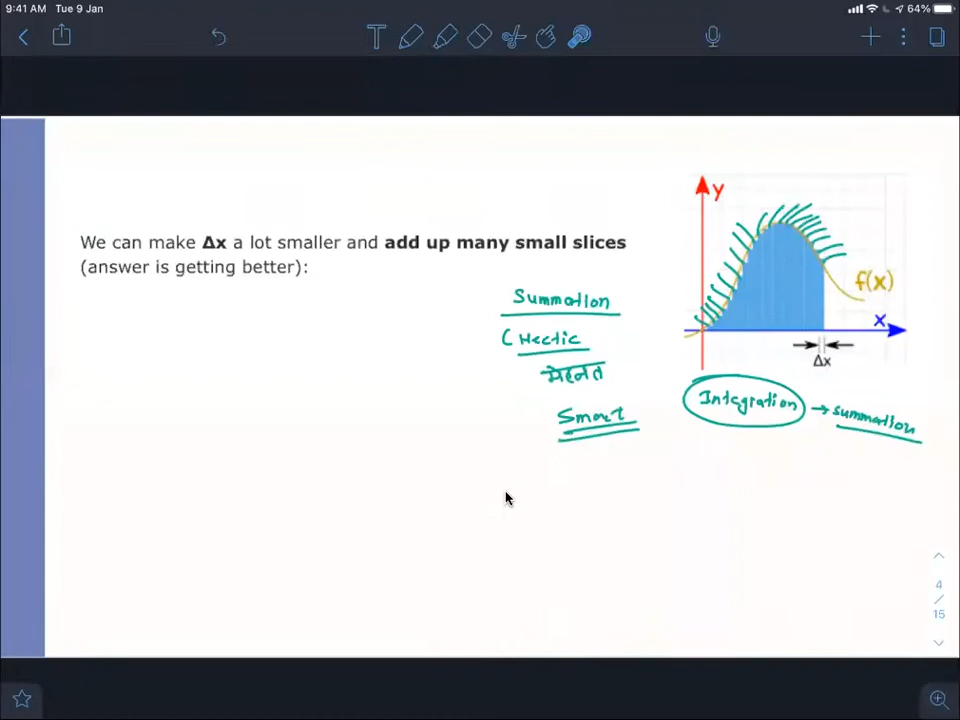 9:41 AM Tue 9 Jan
64%
We can make Δx a lot smaller and add up many small slices
(answer is getting better):
y
f(x)
x
Δx
Summation
( Hectic
मेहनत
Smart
Integration → summation
4
/
15